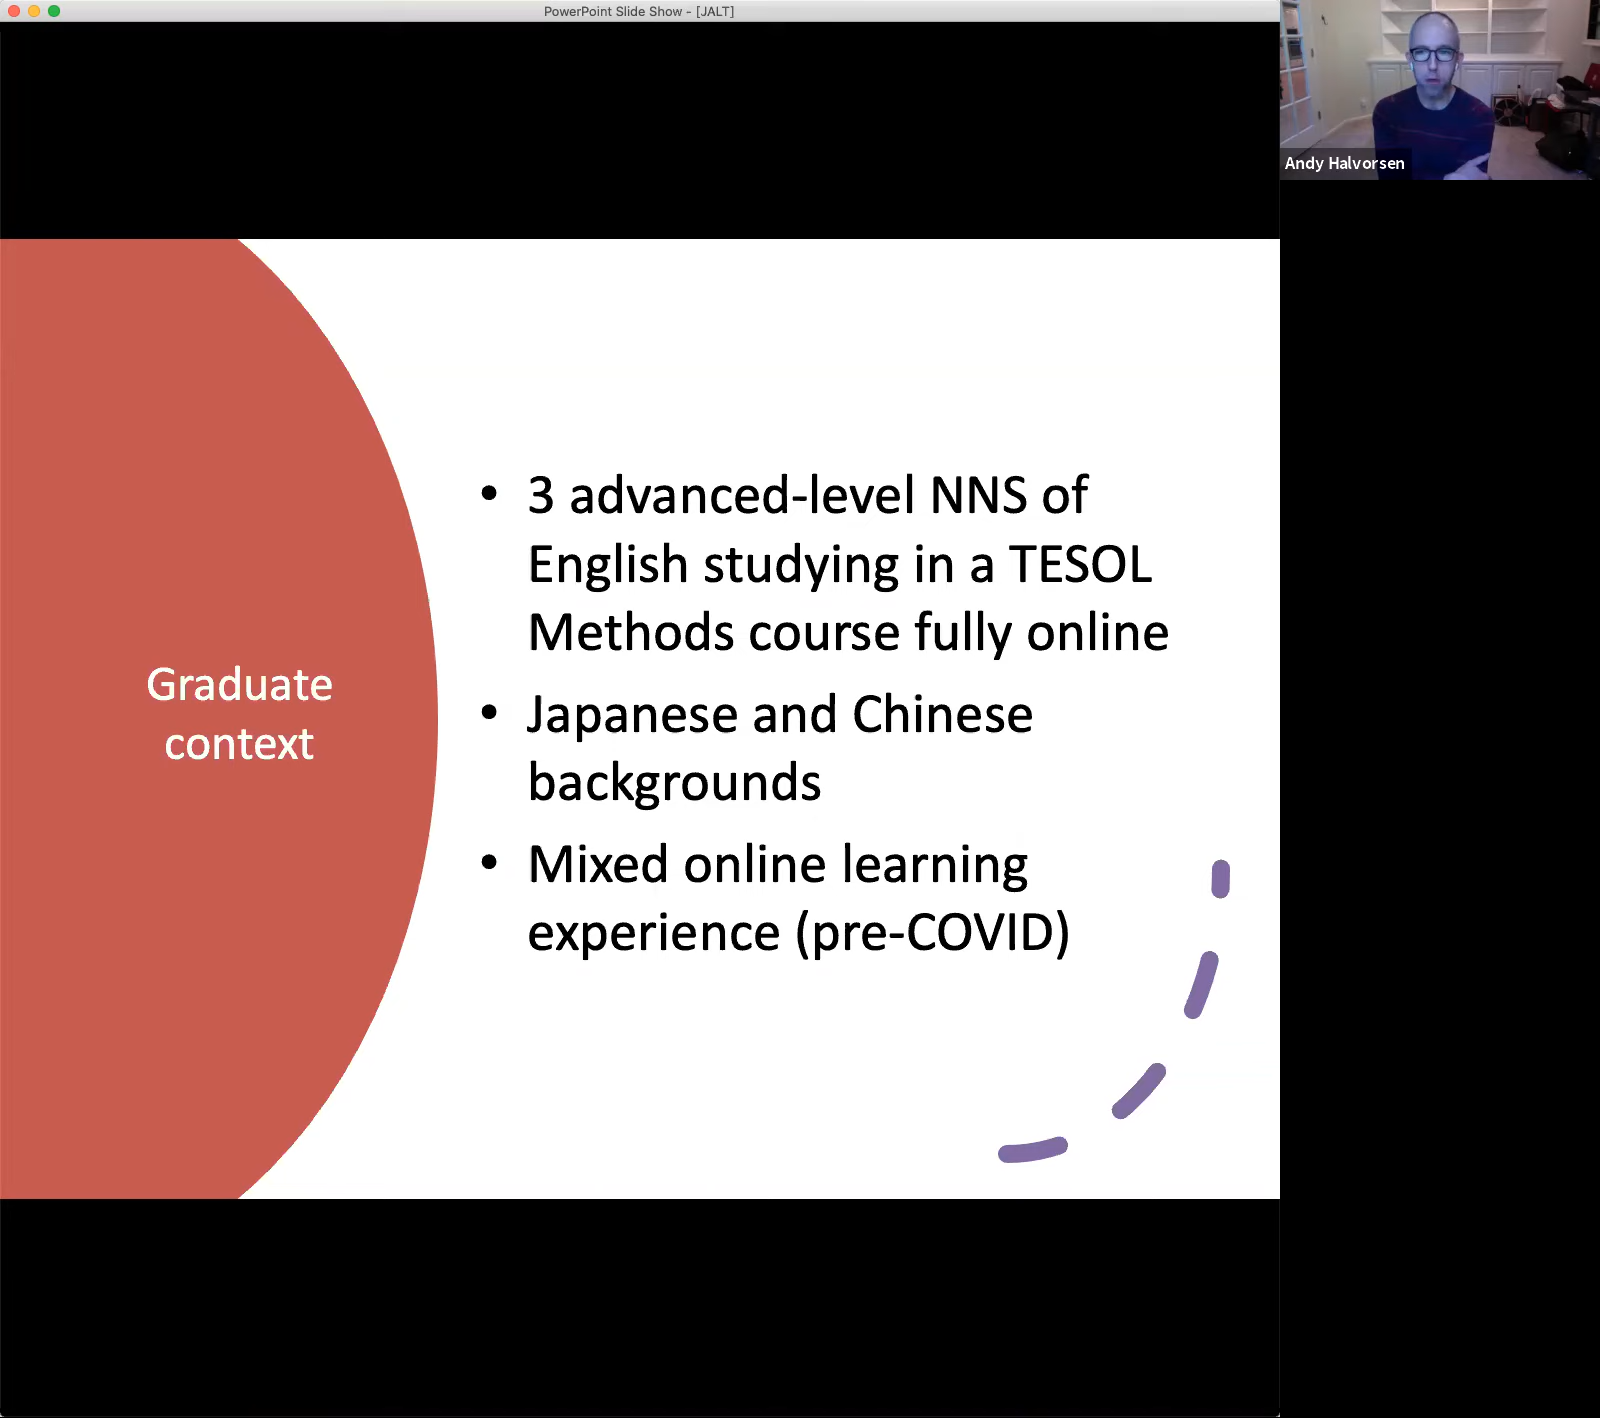 PowerPoint Slide Show - [JALT]
Andy Halvorsen
Graduate
context
• 3 advanced-level NNS of
English studying in a TESOL
Methods course fully online
• Japanese and Chinese
backgrounds
• Mixed online learning
experience (pre-COVID)